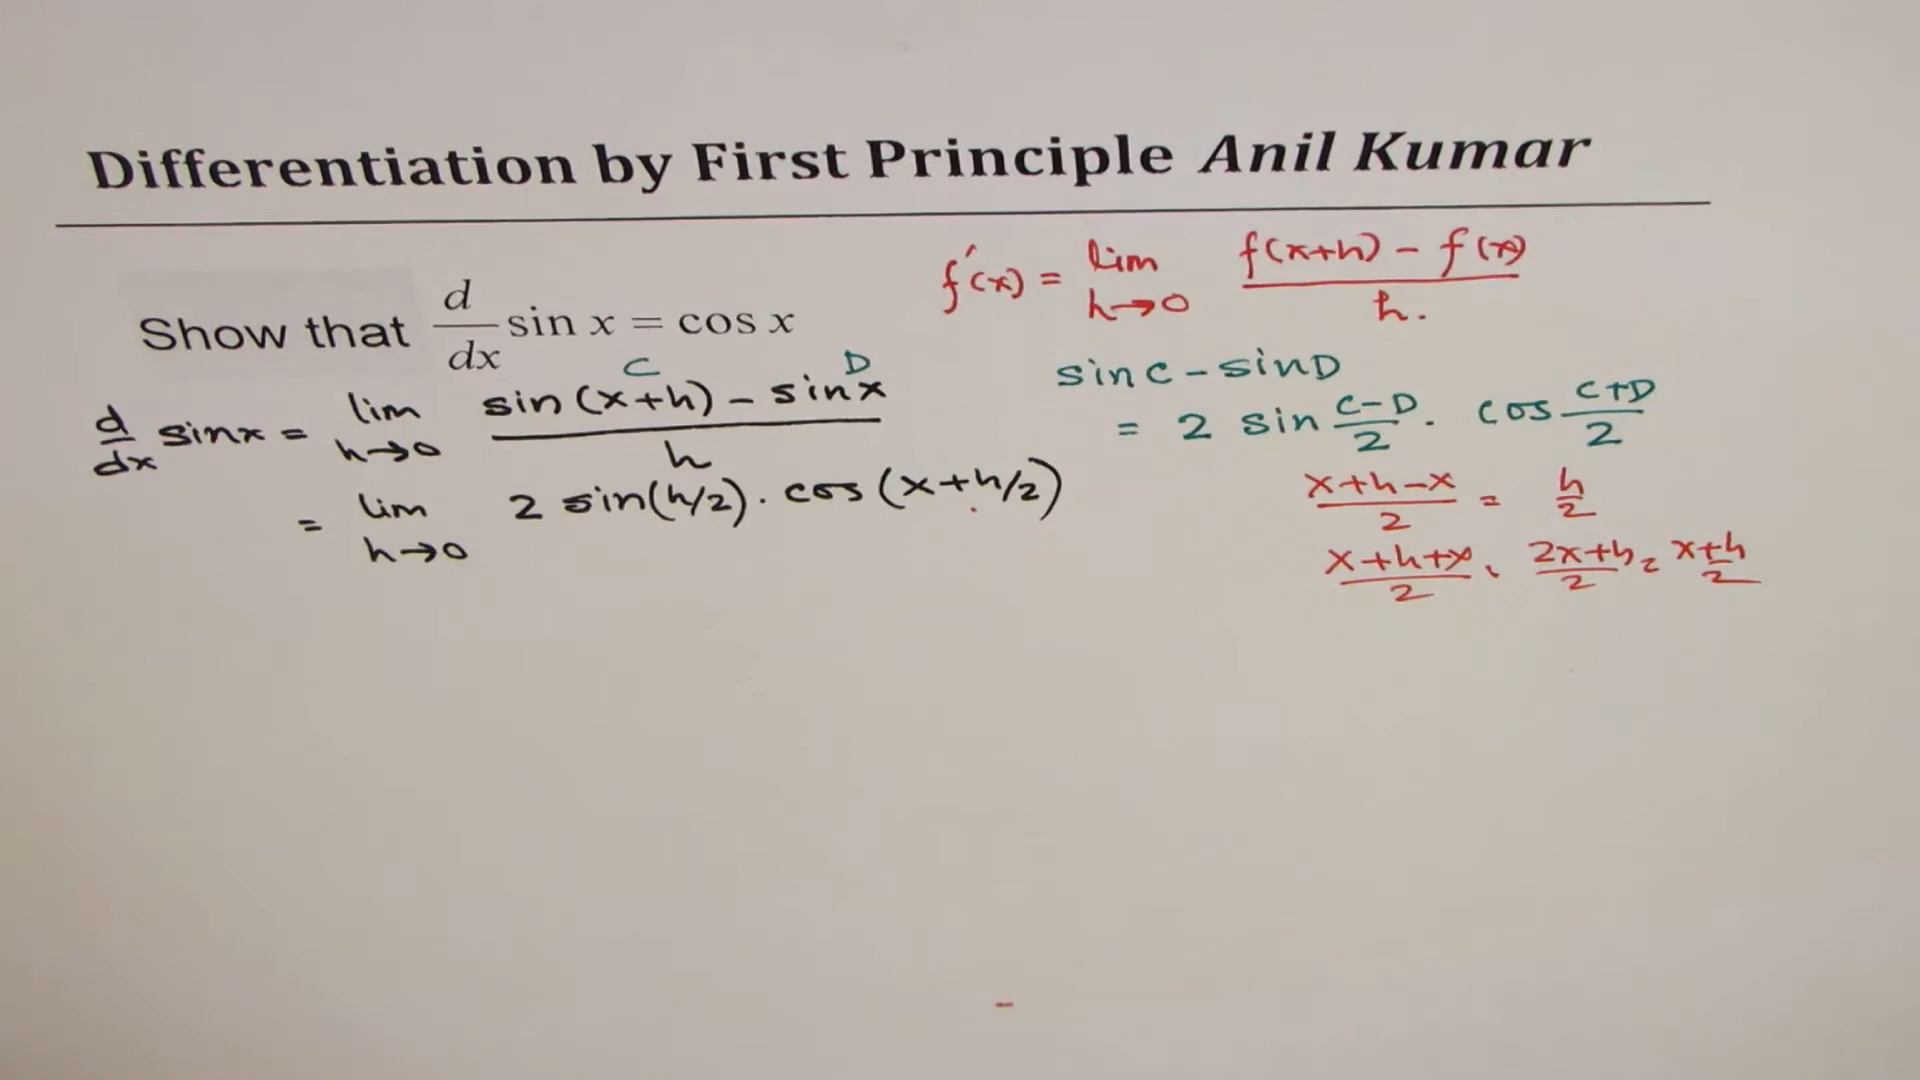 Differentiation by First Principle Anil Kumar
f'(x) = lim h→0 f(x+h) - f(x) / h.
Show that d/dx sin x = cos x
C D
d/dx sinx = lim h→0 sin(x+h) - sinx / h
= lim h→0 2 sin(h/2). cos(x+h/2)
sinC - sinD
= 2 sin C-D/2 . cos C+D/2
x+h-x/2 = h/2
x+h+x/2 、 2x+h/2 = x+h/2